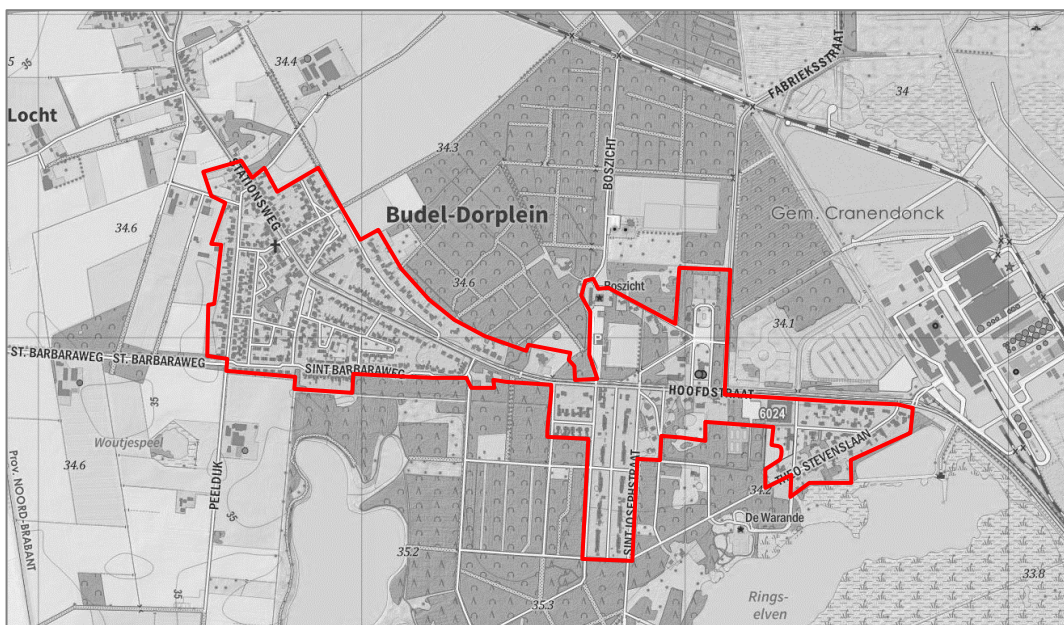 5
35
34.4
FABRIEKSSTRAAT
34
Locht
34.3
BOSZICHT
STATIONSWEG
Budel-Dorplein
Gem. Cranendonck
34.6
34.6
Boszicht
P
34.1
ST. BARBARAWEG
ST. BARBARAWEG
SINT BARBARAWEG
HOOFDSTRAAT
35
6024
Woutjespeel
THEO STEVENSLAAN
34.6
PEELDIJK
SINT JOSEPHSTRAAT
34.2
35
De Warande
Prov. NOORD-BRABANT
35.2
33.8
35
35.3
Rings-
elven